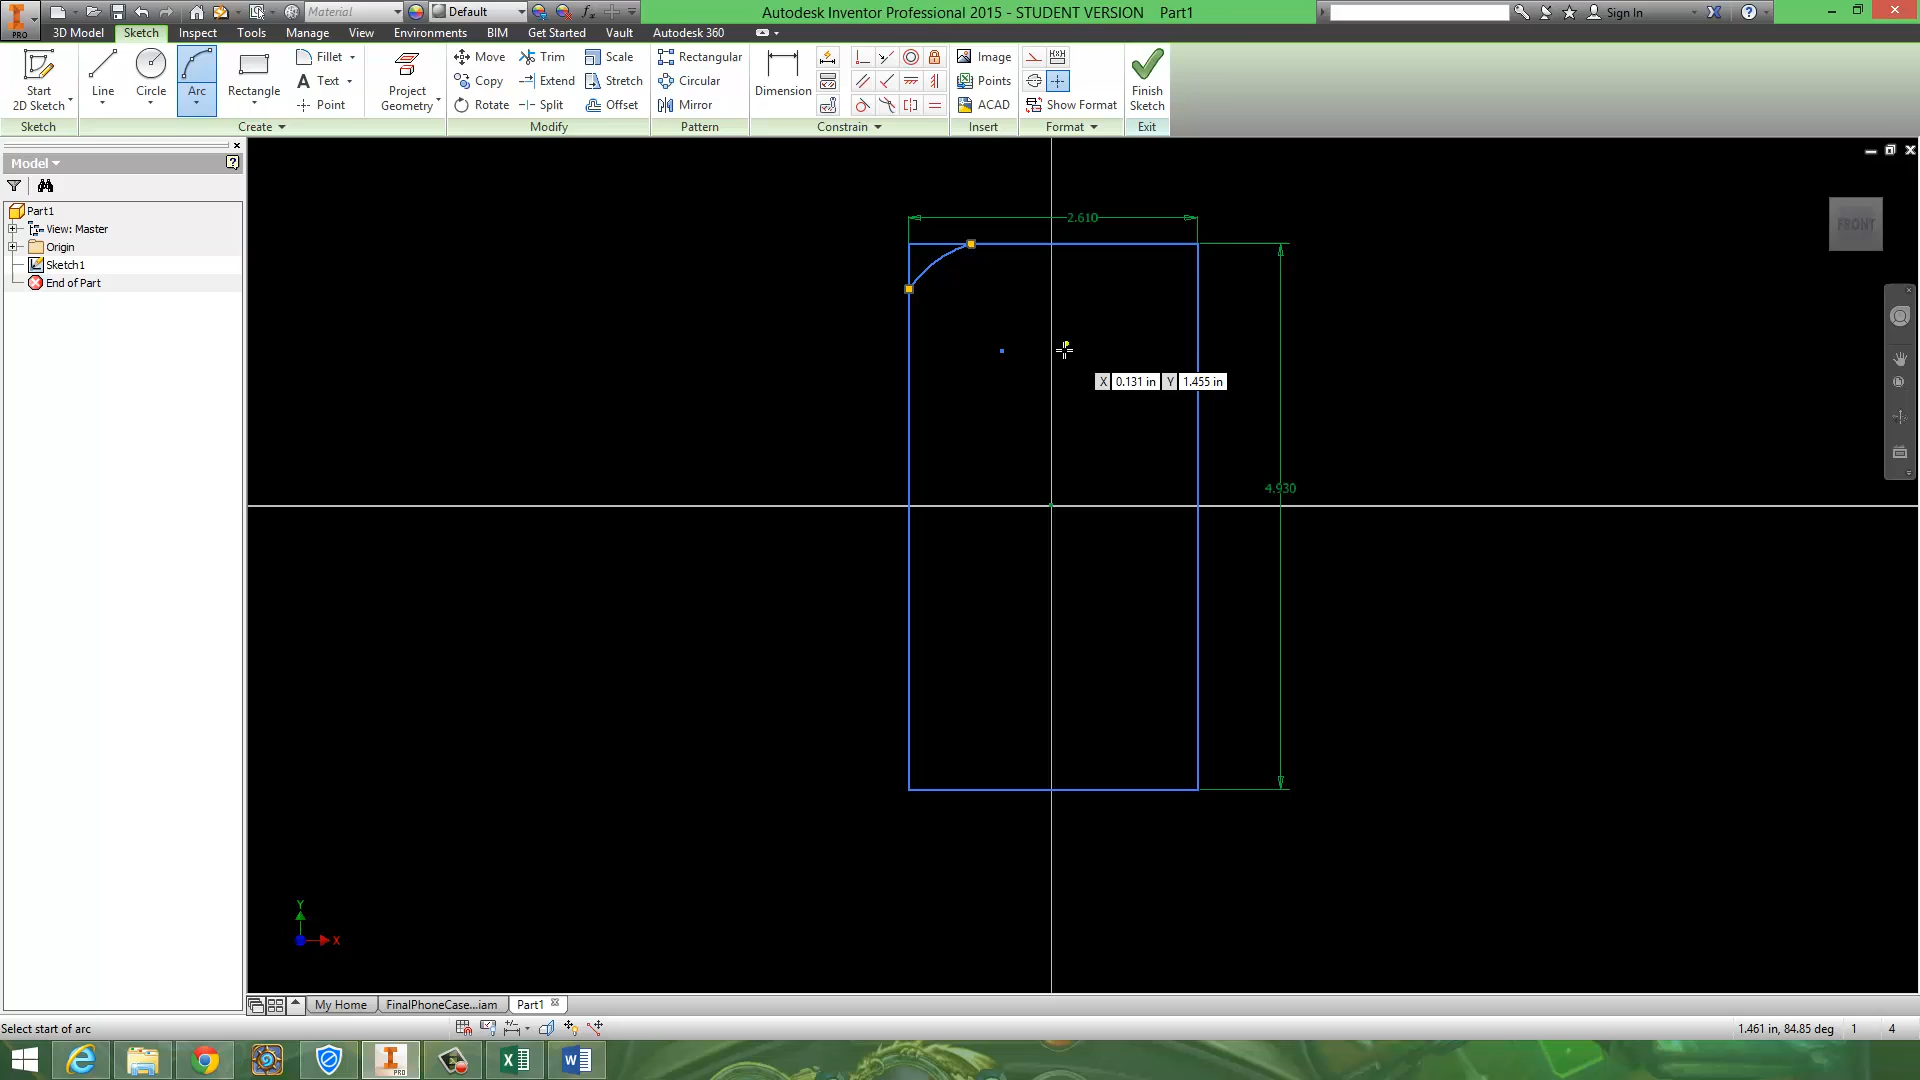 Material
Default
Autodesk Inventor Professional 2015 - STUDENT VERSION Part1
Sign In
PRO
3D Model
Sketch
Inspect
Tools
Manage
View
Environments
BIM
Get Started
Vault
Autodesk 360
Start
2D Sketch
Line
Circle
Arc
Rectangle
Fillet
Text
Point
Project
Geometry
Move
Copy
Rotate
Trim
Extend
Split
Scale
Stretch
Offset
Rectangular
Circular
Mirror
Dimension
Image
Points
ACAD
Show Format
Finish
Sketch
Sketch
Create
Modify
Pattern
Constrain
Insert
Format
Exit
Model
Part1
View: Master
Origin
Sketch1
End of Part
2.610
FRONT
X 0.131 in Y 1.455 in
4.930
Y
X
My Home
FinalPhoneCase...iam
Part1
Select start of arc
1.461 in, 84.85 deg 1 4
PRO